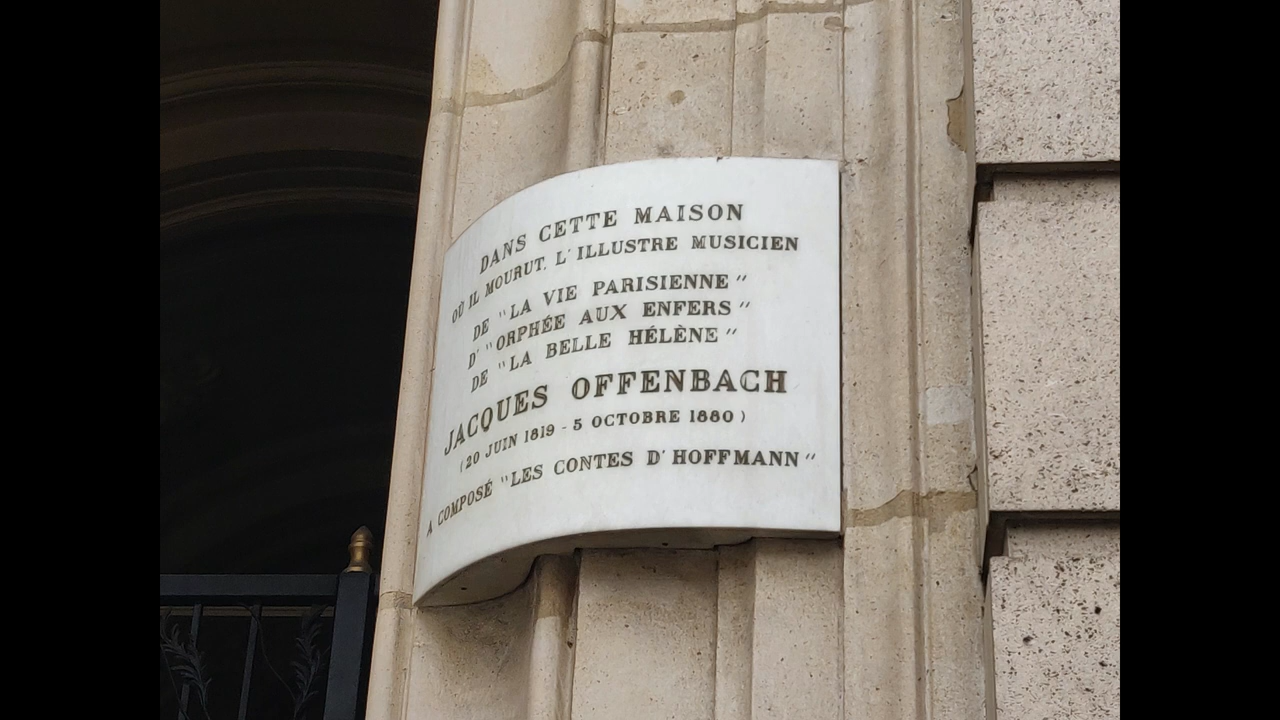 DANS CETTE MAISON
OÙ IL MOURUT, L'ILLUSTRE MUSICIEN
DE "LA VIE PARISIENNE"
D' "ORPHÉE AUX ENFERS"
DE "LA BELLE HÉLÈNE"
JACQUES OFFENBACH
(20 JUIN 1819 - 5 OCTOBRE 1880)
A COMPOSÉ "LES CONTES D'HOFFMANN"